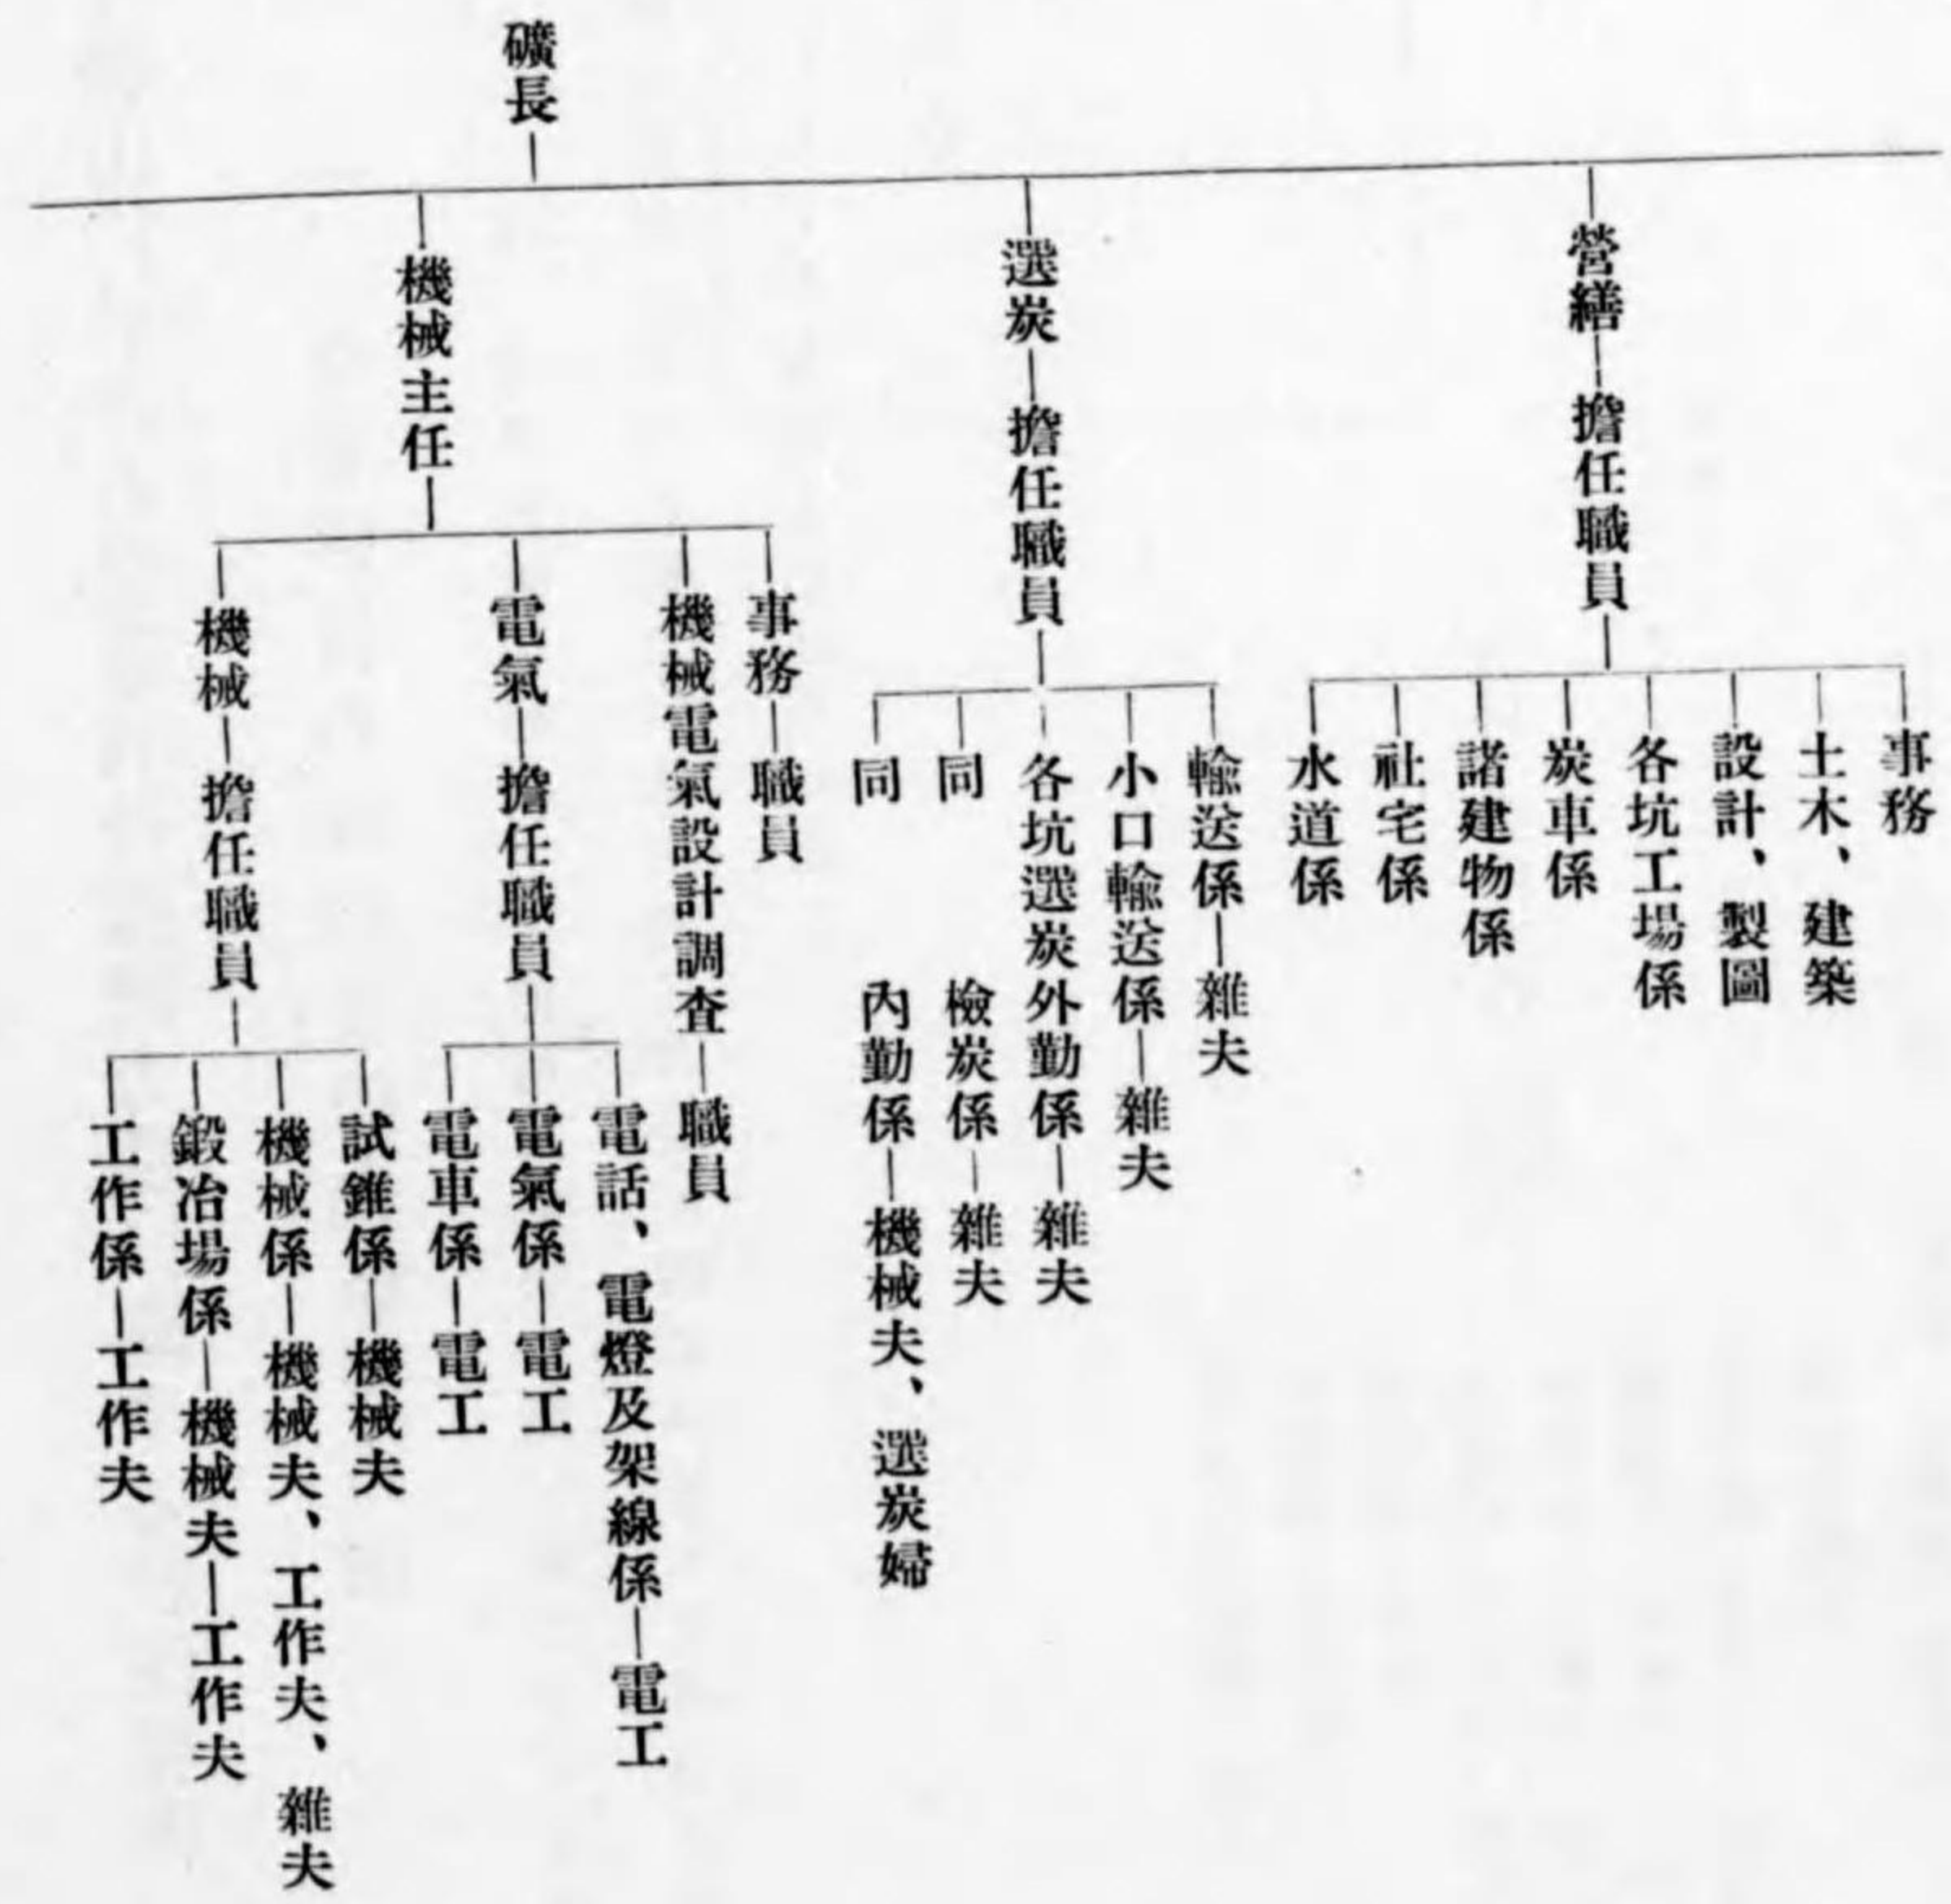 礦長
營繕―擔任職員
事務
土木、建築
設計、製圖
各坑工場係
炭車係
諸建物係
社宅係
水道係
選炭―擔任職員
輸送係―雜夫
小口輸送係―雜夫
各坑選炭外勤係―雜夫
同 檢炭係―雜夫
同 內勤係―機械夫、選炭婦
機械主任
事務―職員
機械電氣設計調查―職員
電氣―擔任職員
電話、電燈及架線係―電工
電氣係―電工
電車係―電工
機械―擔任職員
試錐係―機械夫
機械係―機械夫、工作夫、雜夫
鍛冶場係―機械夫―工作夫
工作係―工作夫